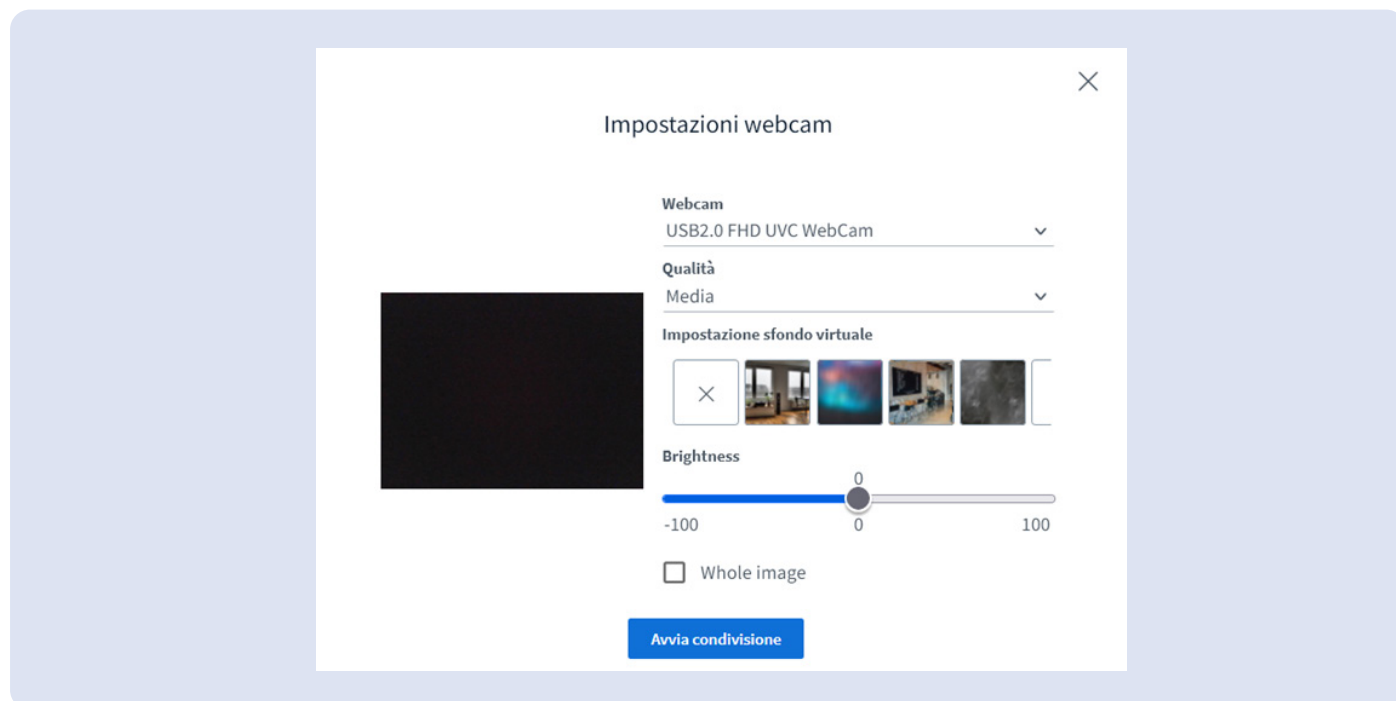 Impostazioni webcam
Webcam
USB2.0 FHD UVC WebCam
Qualità
Media
Impostazione sfondo virtuale
Brightness
0
-100 0 100
Whole image
Avvia condivisione